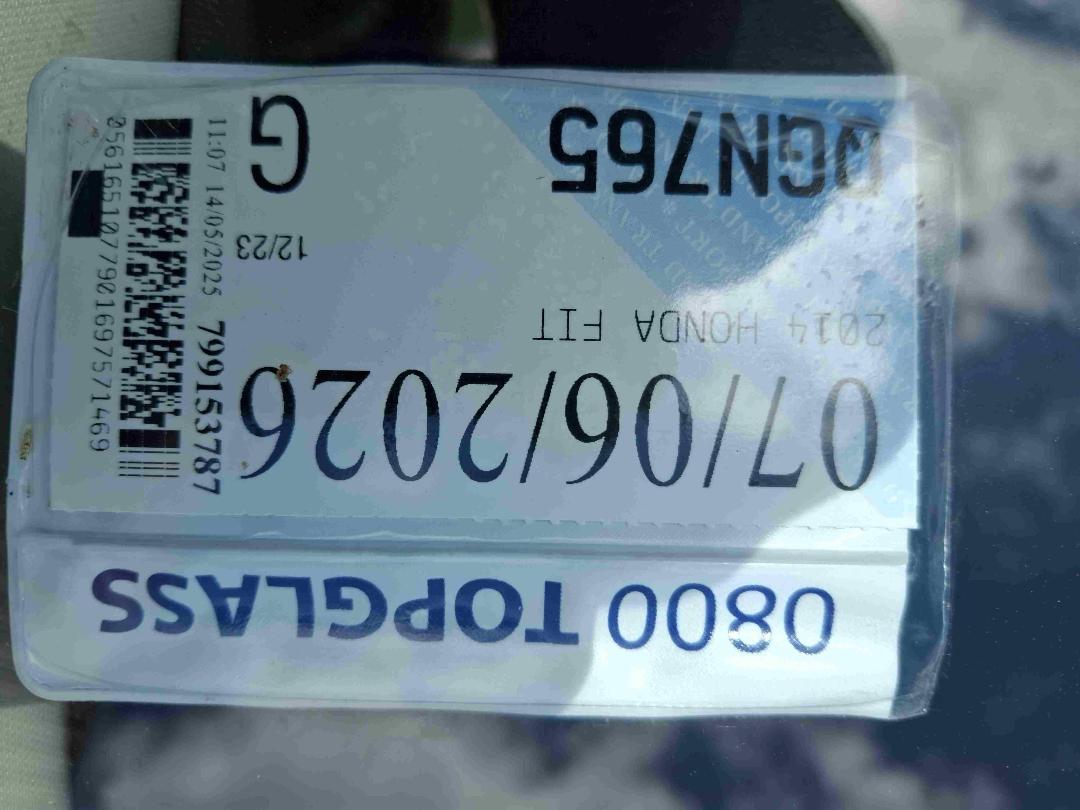 0800 TOPGLASS
07/06/2026
2014 HONDA FIT
12/23
QGN765 G
799153787
11:07 14/05/2025
0561651077901697571469